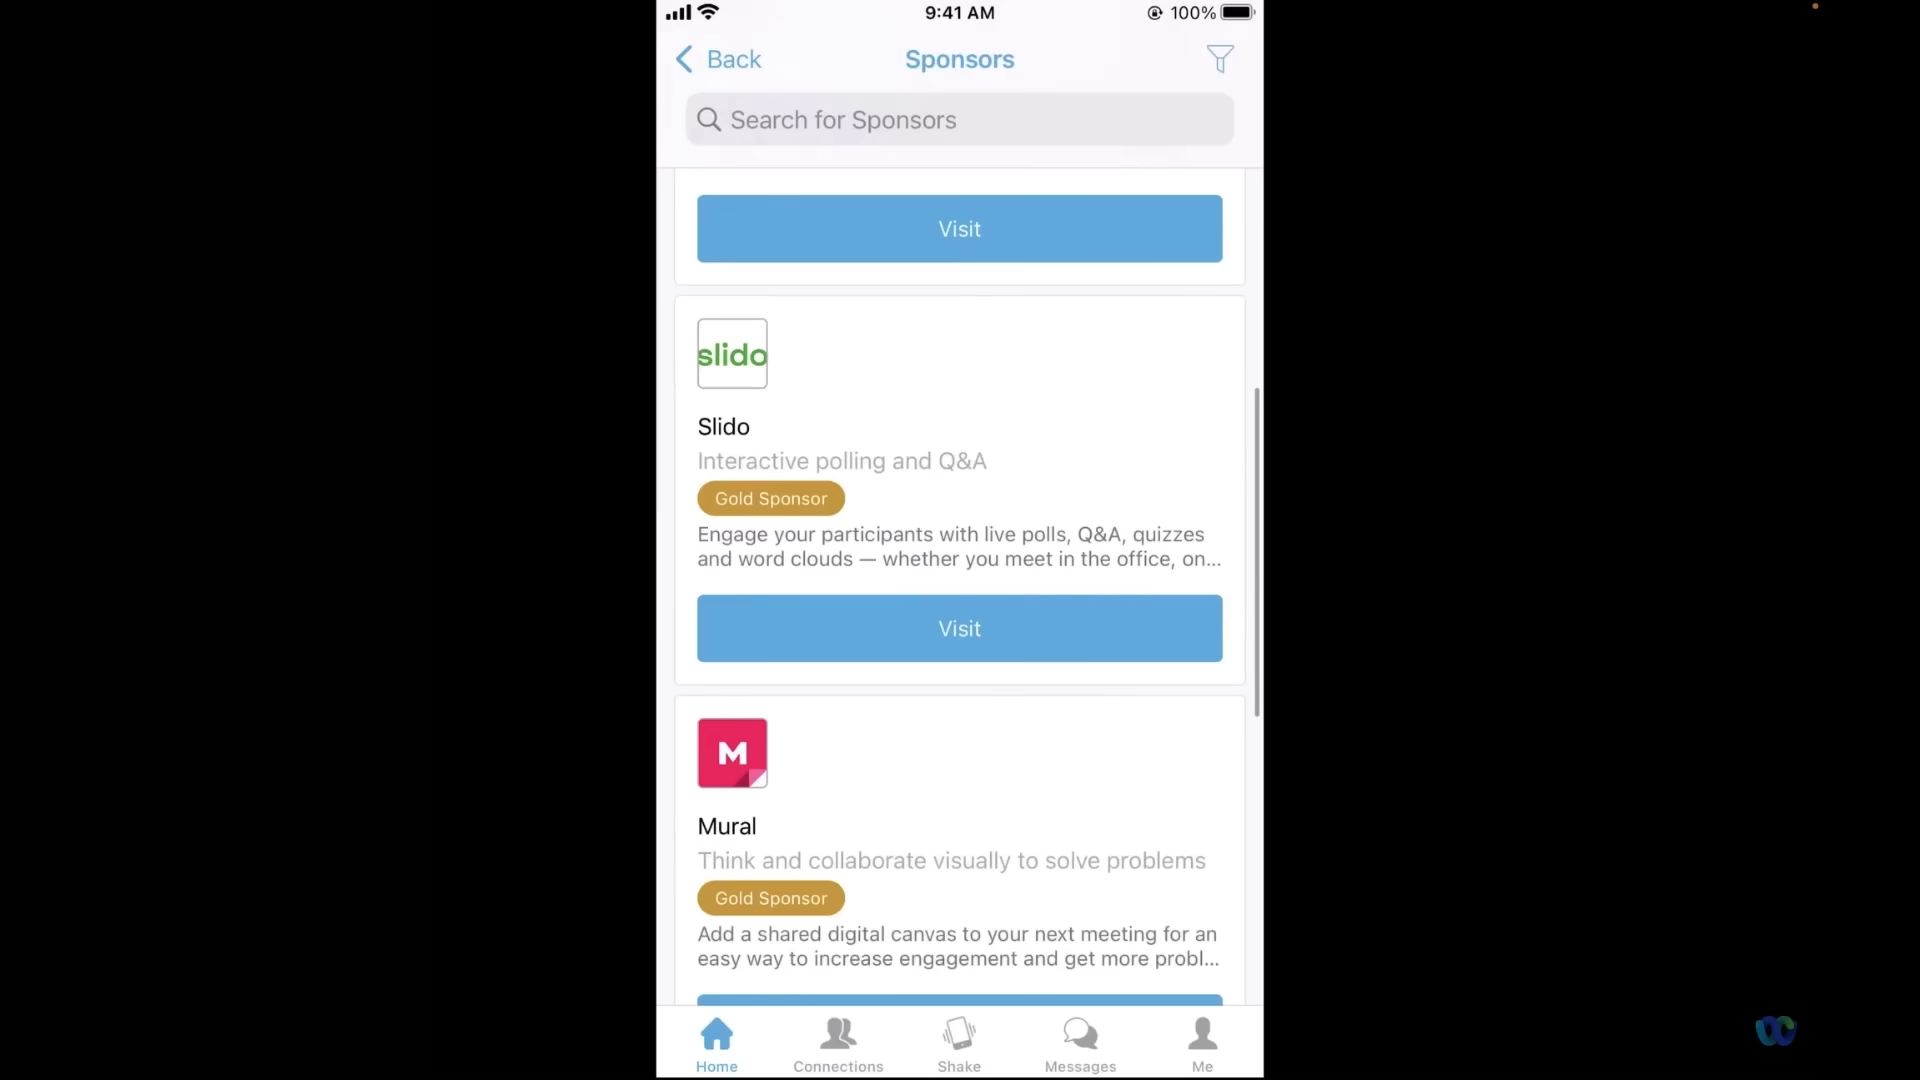 9:41 AM
100%
Back
Sponsors
Search for Sponsors
Visit
slido
Slido
Interactive polling and Q&A
Gold Sponsor
Engage your participants with live polls, Q&A, quizzes
and word clouds — whether you meet in the office, on...
Visit
M
Mural
Think and collaborate visually to solve problems
Gold Sponsor
Add a shared digital canvas to your next meeting for an
easy way to increase engagement and get more probl...
Home
Connections
Shake
Messages
Me